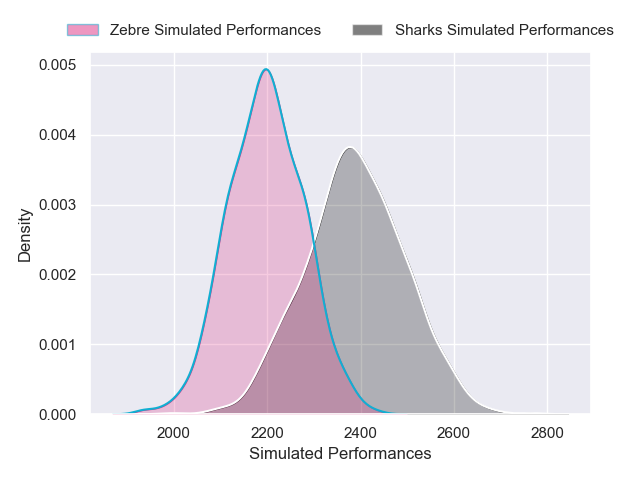 Zebre Simulated Performances Sharks Simulated Performances
0.005
0.004
0.003
0.002
0.001
0.000
Density
2000 2200 2400 2600 2800
Simulated Performances